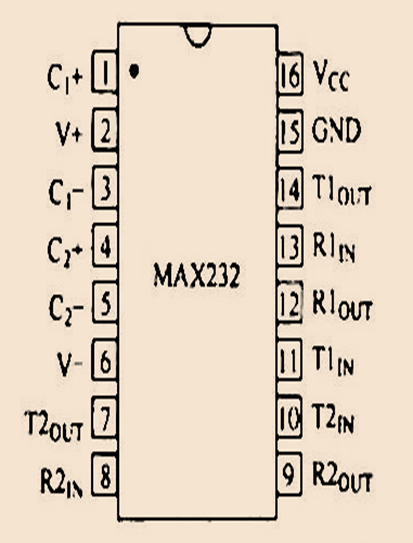 C1+ 1 16 VCC
V+ 2 15 GND
C1- 3 14 T1OUT
C2+ 4 13 R1IN
MAX232
C2- 5 12 R1OUT
V- 6 11 T1IN
T2OUT 7 10 T2IN
R2IN 8 9 R2OUT